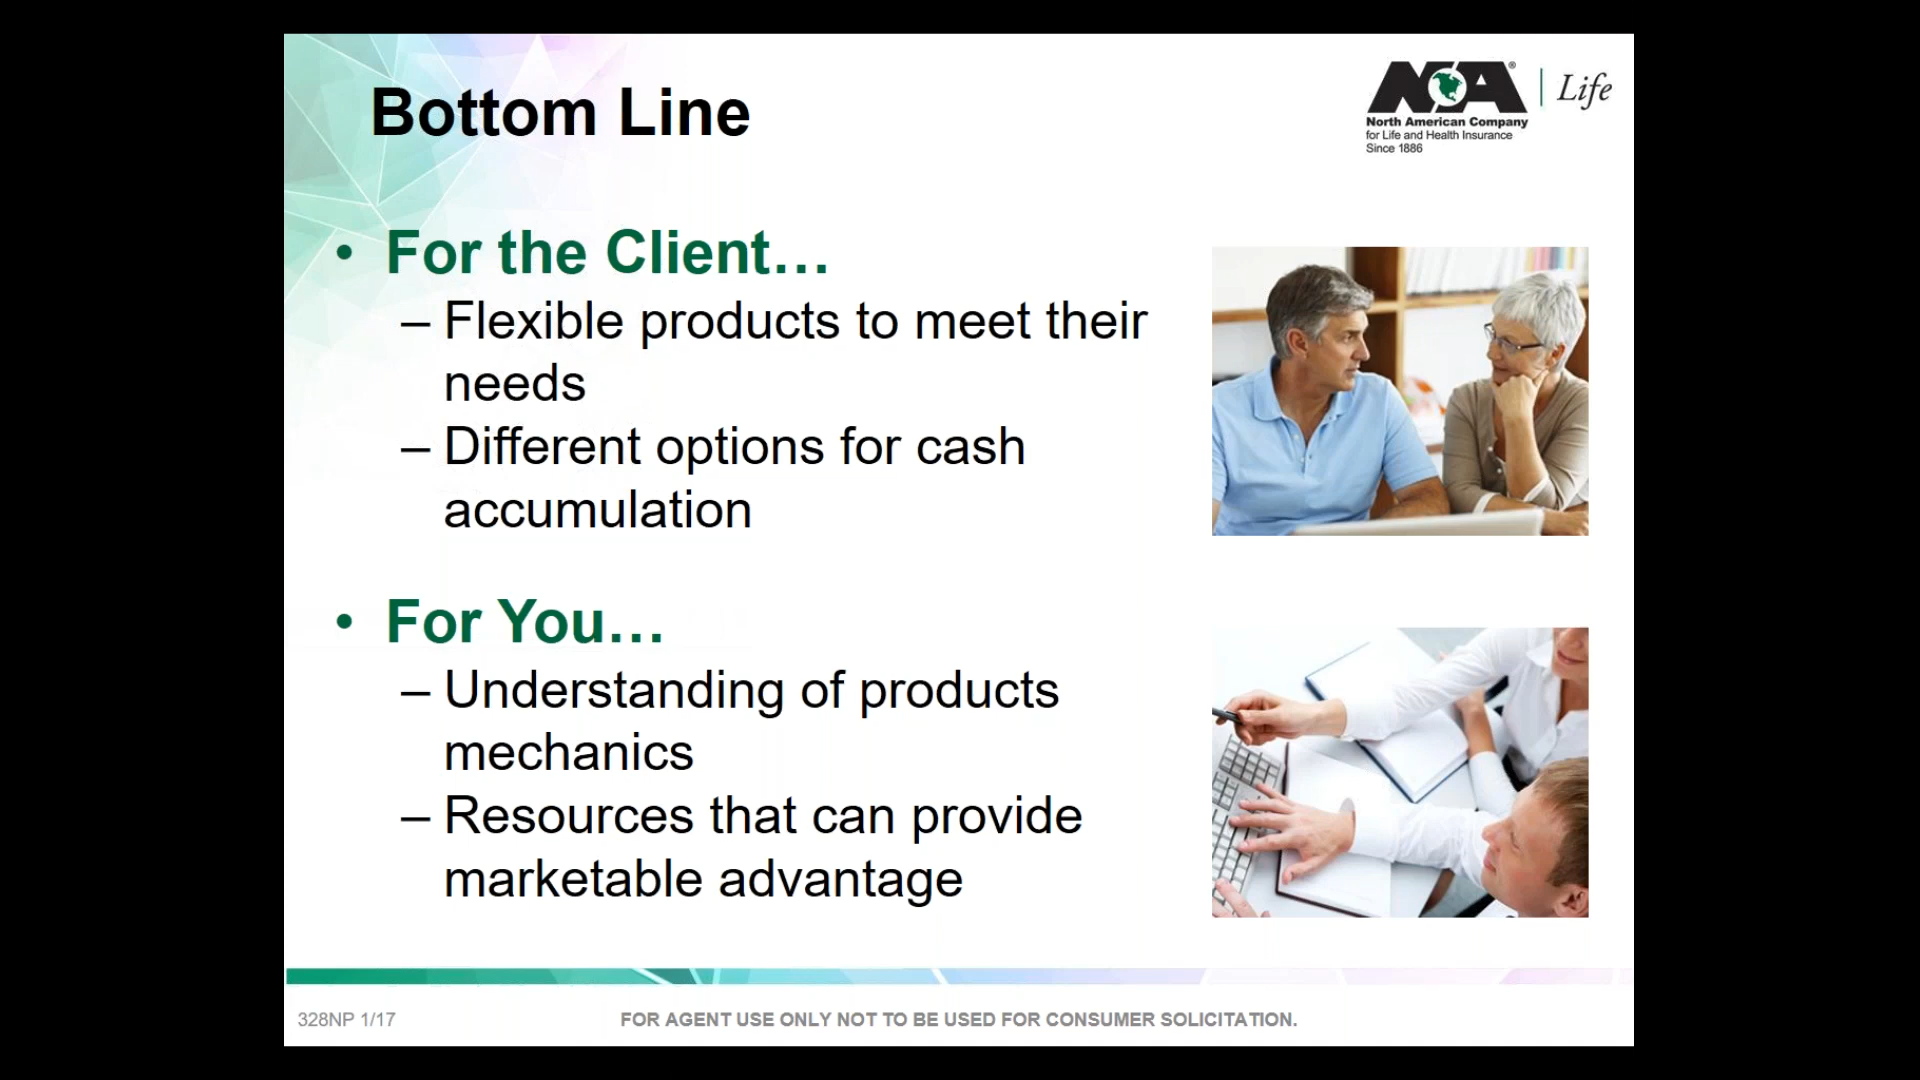 Bottom Line
NA® | Life
North American Company
for Life and Health Insurance
Since 1886
• For the Client…
– Flexible products to meet their
needs
– Different options for cash
accumulation
• For You…
– Understanding of products
mechanics
– Resources that can provide
marketable advantage
328NP 1/17
FOR AGENT USE ONLY NOT TO BE USED FOR CONSUMER SOLICITATION.